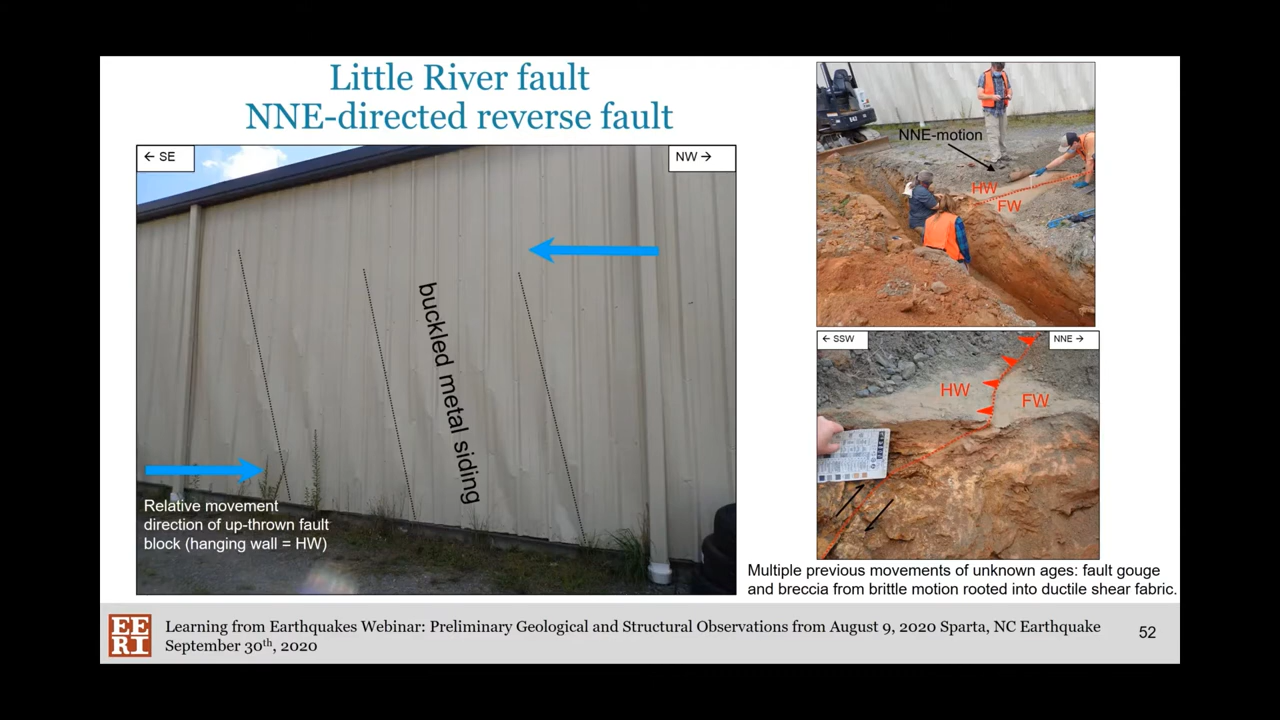 Little River fault
NNE-directed reverse fault
← SE
NW →
buckled metal siding
Relative movement
direction of up-thrown fault
block (hanging wall = HW)
NNE-motion
HW
FW
← SSW
NNE →
HW
FW
Multiple previous movements of unknown ages: fault gouge
and breccia from brittle motion rooted into ductile shear fabric.
EE
RI
Learning from Earthquakes Webinar: Preliminary Geological and Structural Observations from August 9, 2020 Sparta, NC Earthquake
September 30th, 2020
52